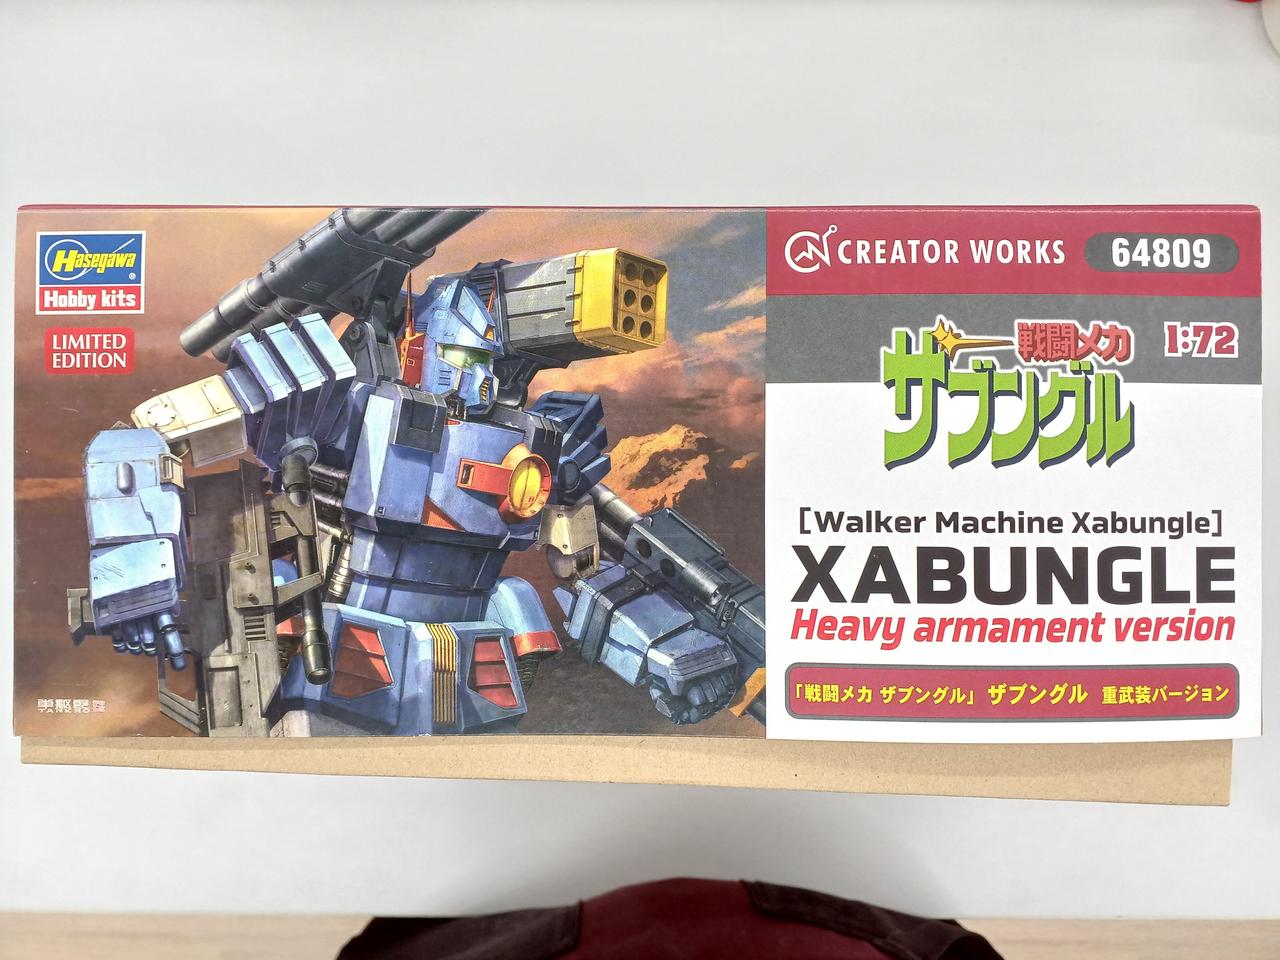 Hasegawa®
Hobby kits
LIMITED
EDITION
CREATOR WORKS
64809
戦闘メカ
1:72
ザブングル
[Walker Machine Xabungle]
XABUNGLE
Heavy armament version
「戦闘メカ ザブングル」 ザブングル 重武装バージョン
TANKRO